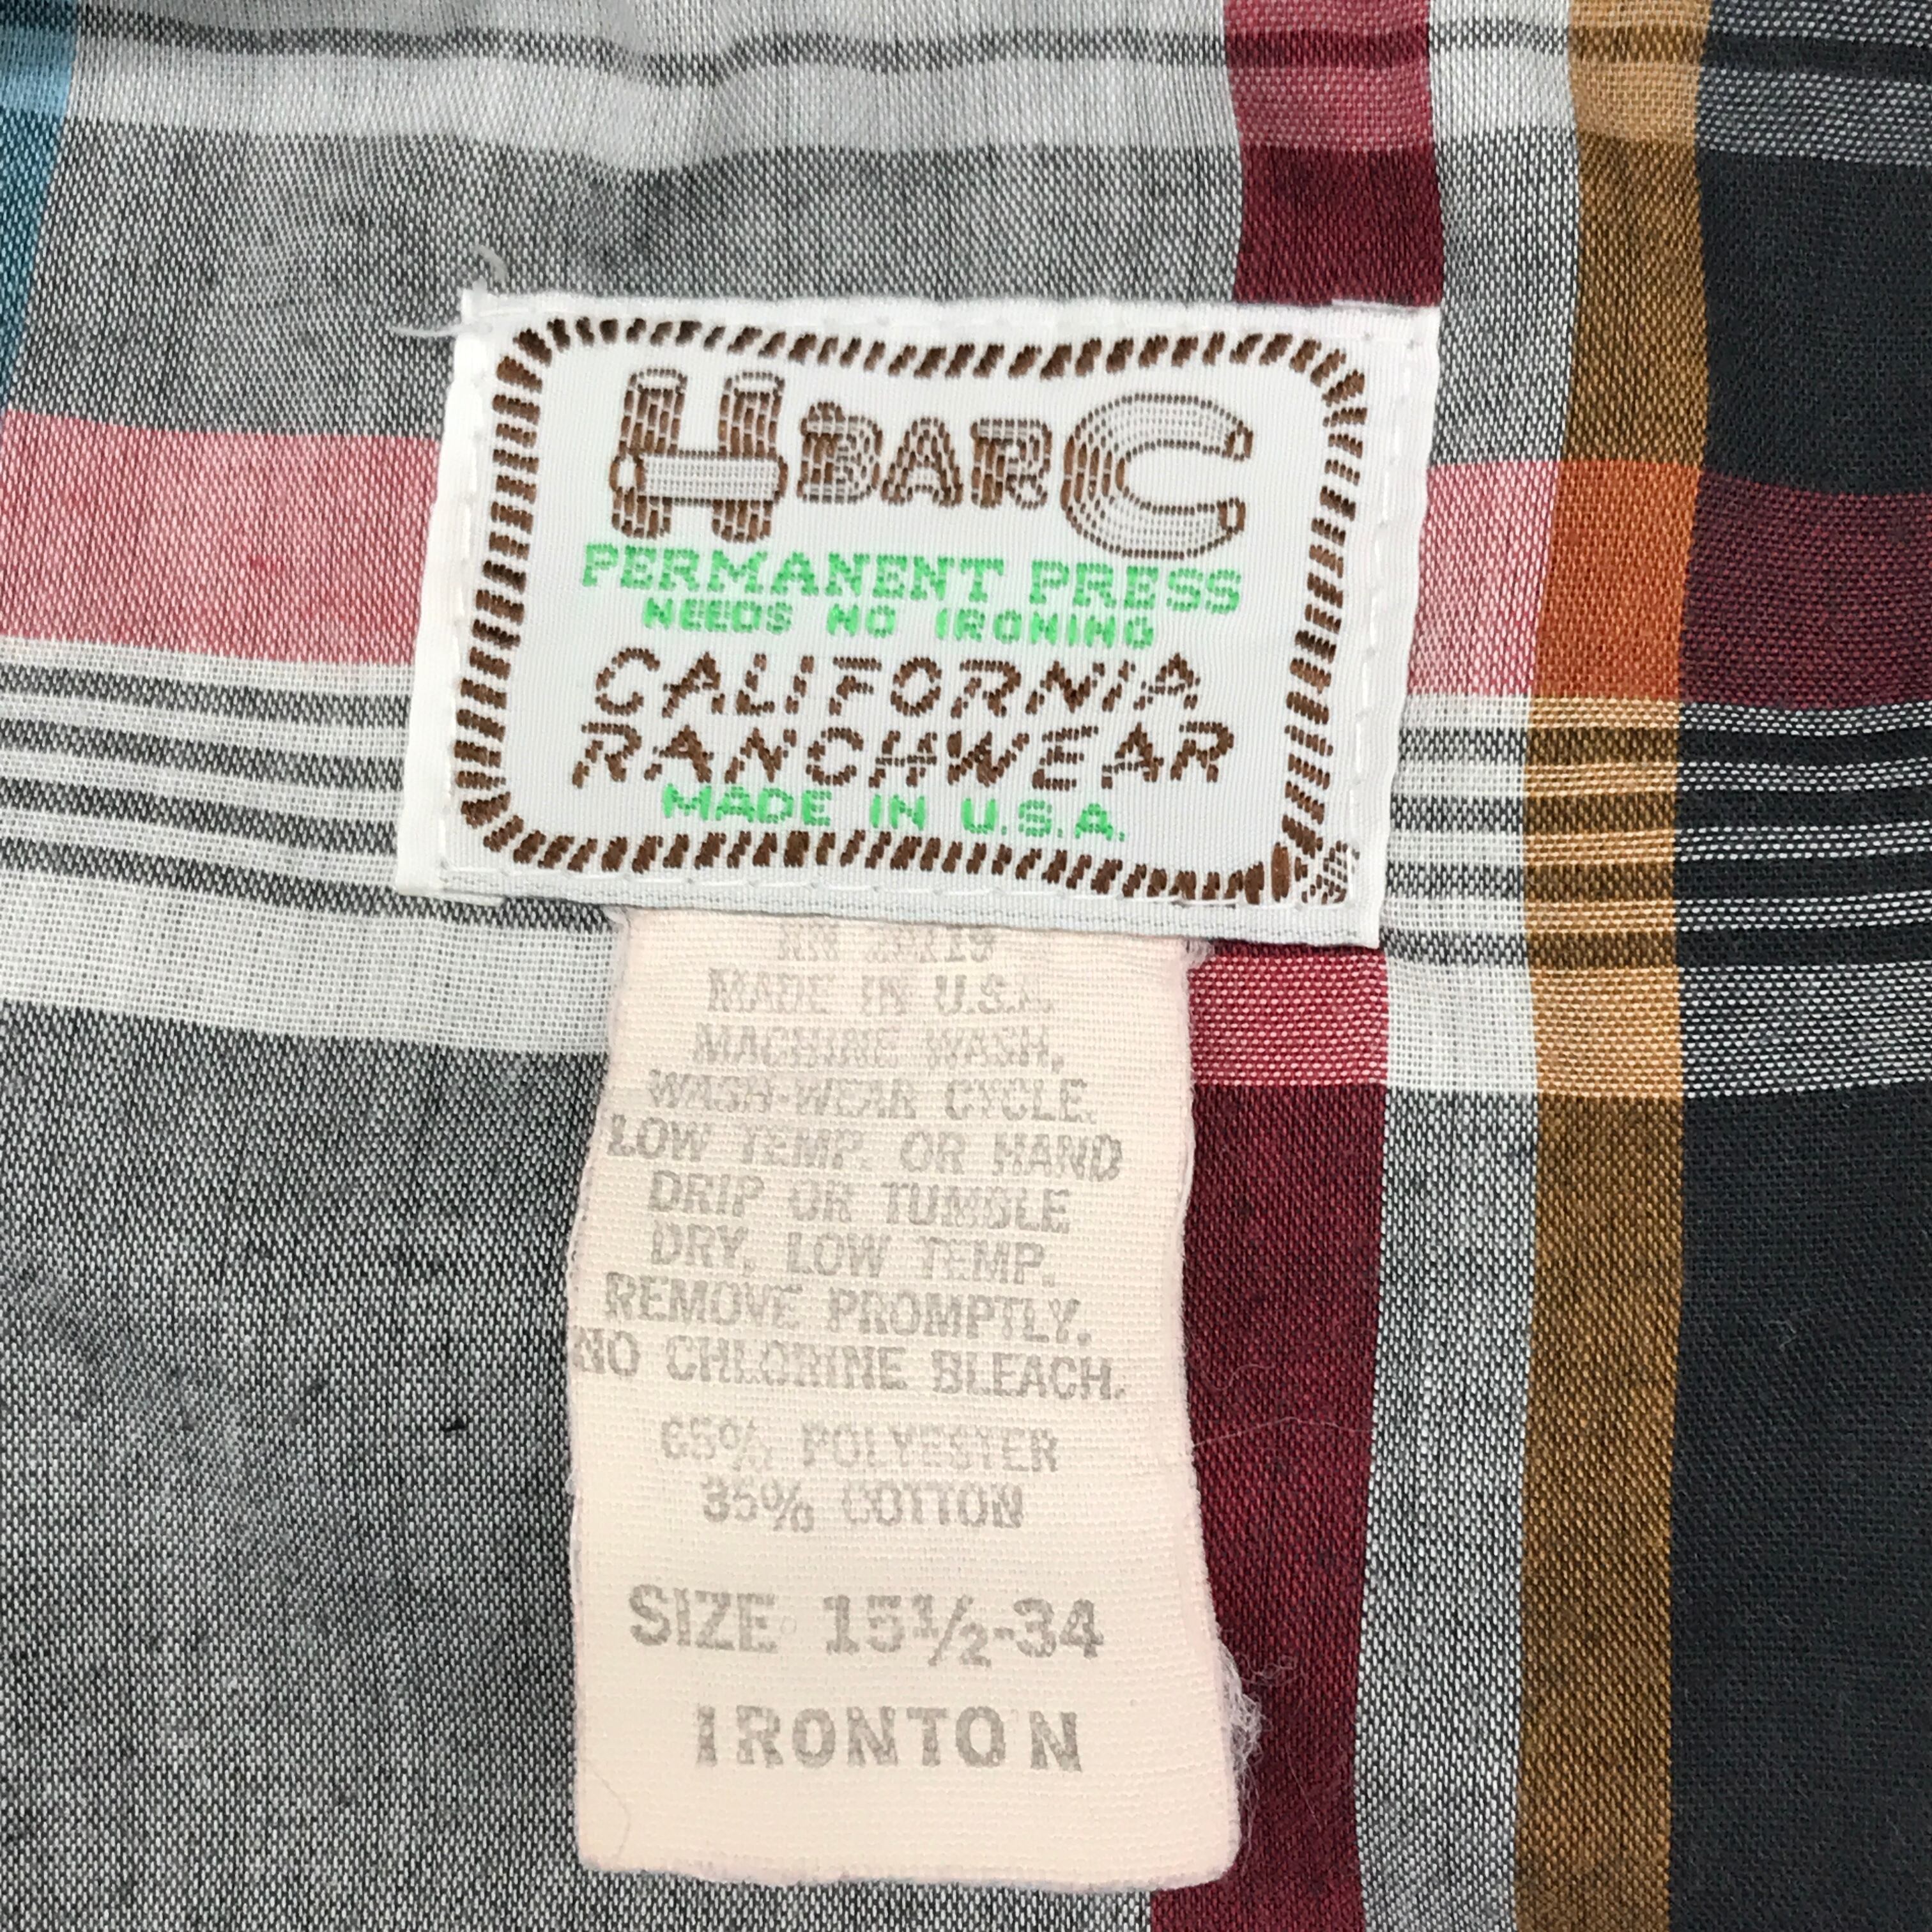 H BAR C
PERMANENT PRESS
NEEDS NO IRONING
CALIFORNIA
RANCHWEAR
MADE IN U.S.A.
RN
MADE IN U.S.A.
MACHINE WASH,
WASH-WEAR CYCLE.
LOW TEMP. OR HAND
DRIP OR TUMBLE
DRY, LOW TEMP.
REMOVE PROMPTLY.
NO CHLORINE BLEACH.
65% POLYESTER
35% COTTON
SIZE 15½-34
IRONTON